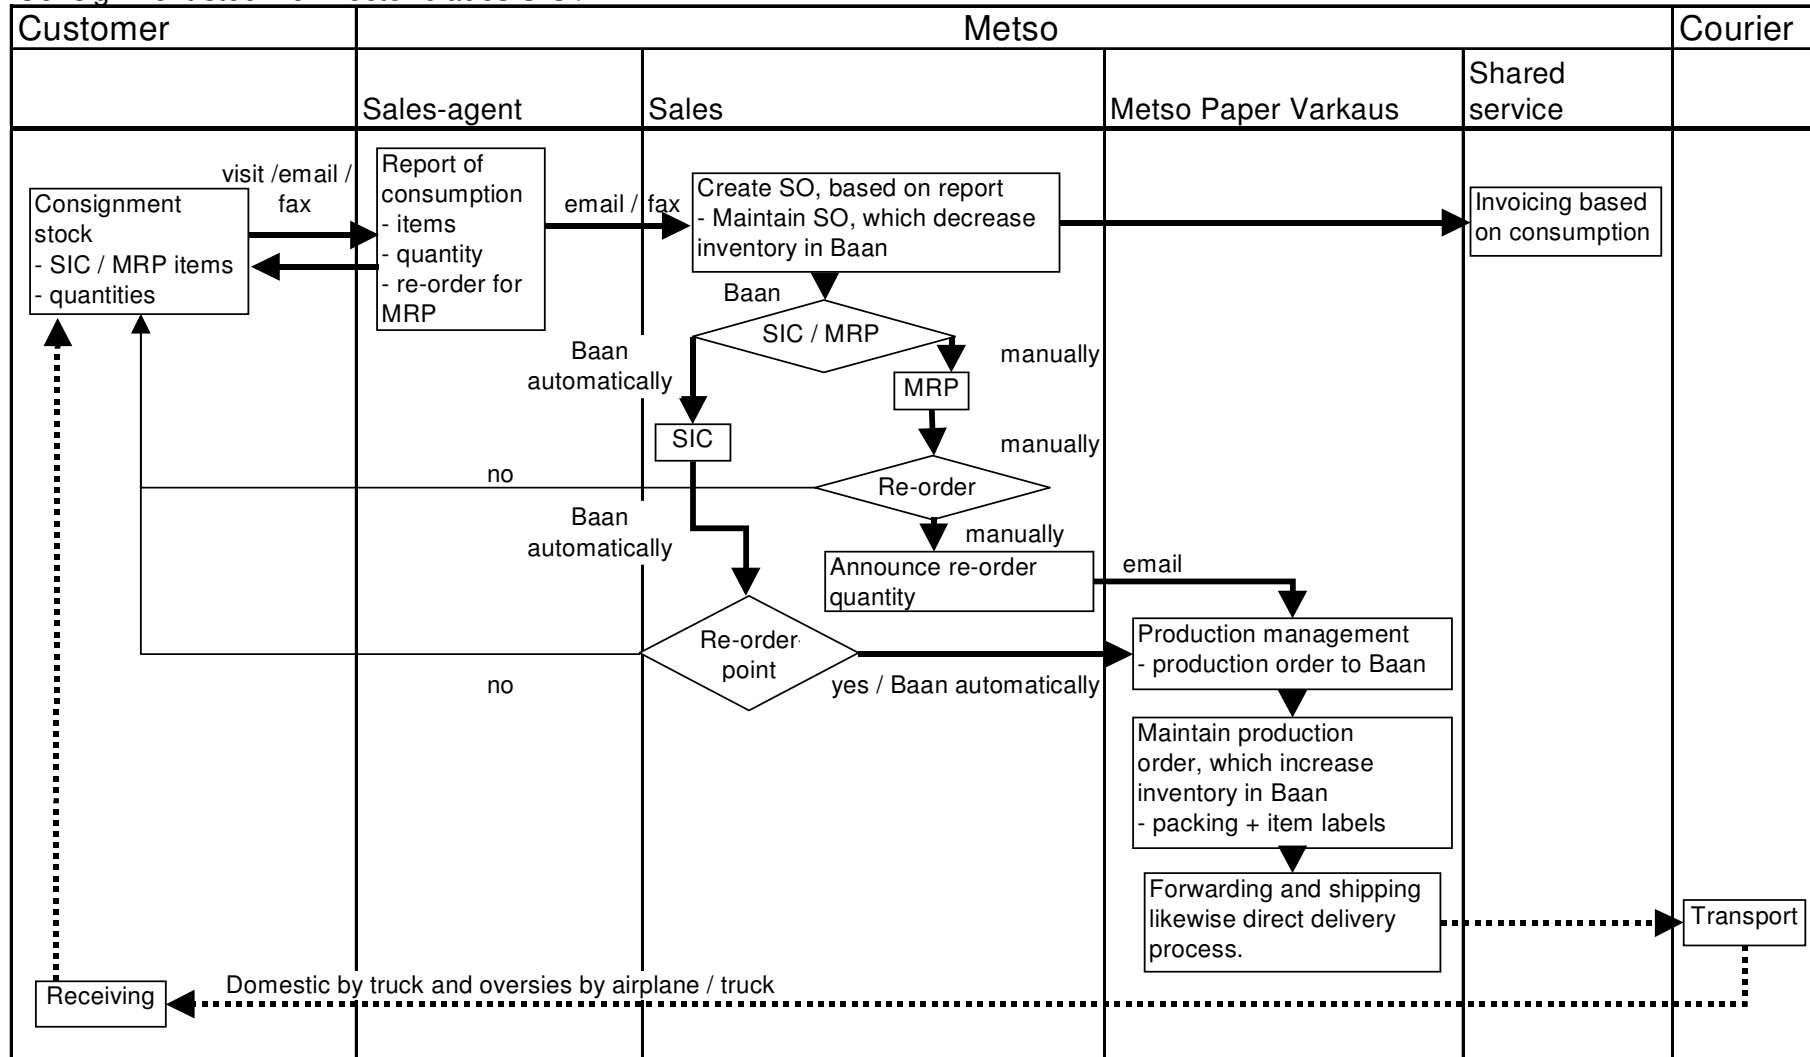 Customer
Metso
Courier
Sales-agent
Sales
Metso Paper Varkaus
Shared
service
visit /email /
fax
Consignment
stock
- SIC / MRP items
- quantities
Report of
consumption
- items
- quantity
- re-order for
MRP
email / fax
Create SO, based on report
- Maintain SO, which decrease
inventory in Baan
Invoicing based
on consumption
Baan
SIC / MRP
Baan
automatically
manually
MRP
SIC
manually
no
Re-order
Baan
automatically
manually
Announce re-order
quantity
email
Re-order-
point
no
yes / Baan automatically
Production management
- production order to Baan
Maintain production
order, which increase
inventory in Baan
- packing + item labels
Forwarding and shipping
likewise direct delivery
process.
Transport
Domestic by truck and oversies by airplane / truck
Receiving